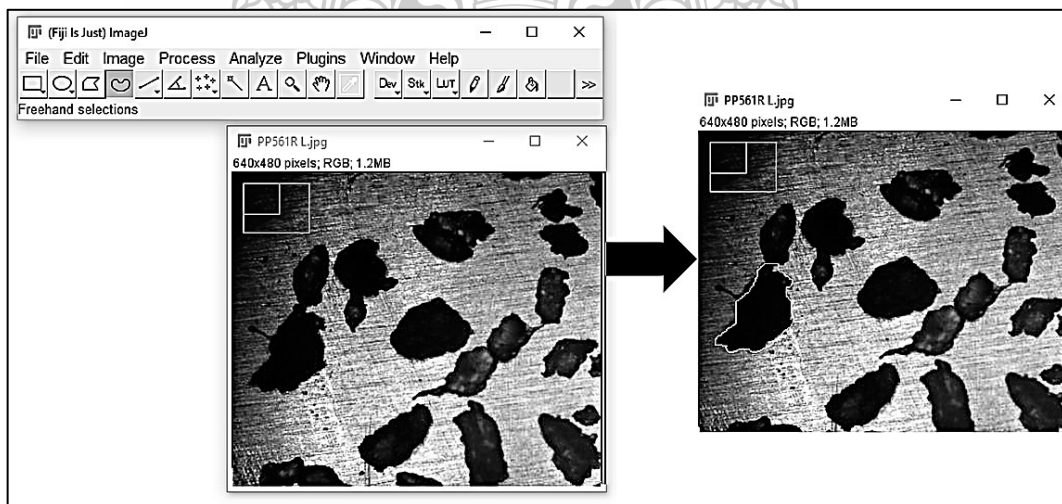 (Fiji Is Just) ImageJ
File Edit Image Process Analyze Plugins Window Help
A Dev Stk LUT >>
Freehand selections
PP561R L.jpg
640x480 pixels; RGB; 1.2MB
PP561R L.jpg
640x480 pixels; RGB; 1.2MB